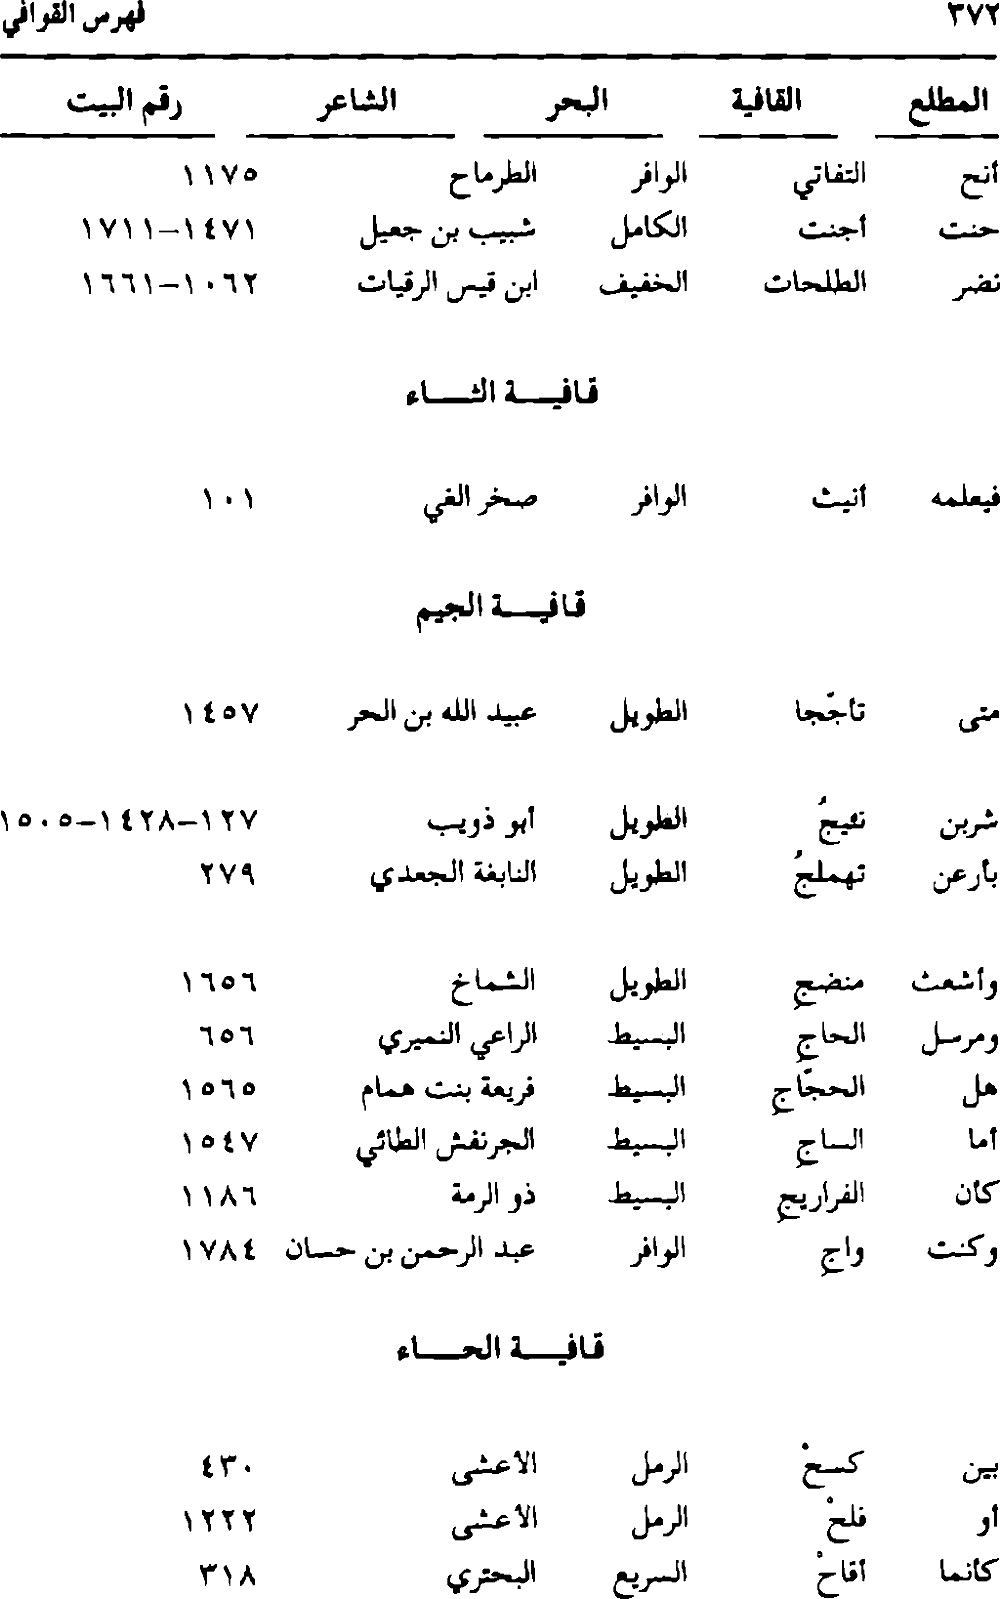 ٣٧٢ فهرس القوافي
المطلع القافية البحر الشاعر رقم البيت
أنح التفاتي الوافر الطرماح ١١٧٥
حنت أجنت الكامل شبيب بن جعيل ١٤٧١-١٧١١
نضر الطلحات الخفيف ابن قيس الرقيات ١٠٦٢-١٦٦١
قافية الثاء
فيعلمه أنيث الوافر صخر الغي ١٠١
قافية الجيم
متى تأجّجا الطويل عبيد الله بن الحر ١٤٥٧
شربن نئيجُ الطويل أبو ذويب ١٢٧-١٤٢٨-١٥٠٥
بأرعن تهملجُ الطويل النابغة الجعدي ٢٧٩
وأشعث منضجِ الطويل الشماخ ١٦٥٦
ومرسل الحاجِ البسيط الراعي النميري ٦٥٦
هل الحجّاجِ البسيط فريعة بنت همام ١٥٦٥
أما الساجِ البسيط الجرنفش الطائي ١٥٤٧
كأن الفراريجِ البسيط ذو الرمة ١١٨٦
وكنت واجِ الوافر عبد الرحمن بن حسان ١٧٨٤
قافية الحاء
بين كسحْ الرمل الأعشى ٤٣٠
أو فلحْ الرمل الأعشى ١٢٢٢
كأنما أقاحْ السريع البحتري ٣١٨